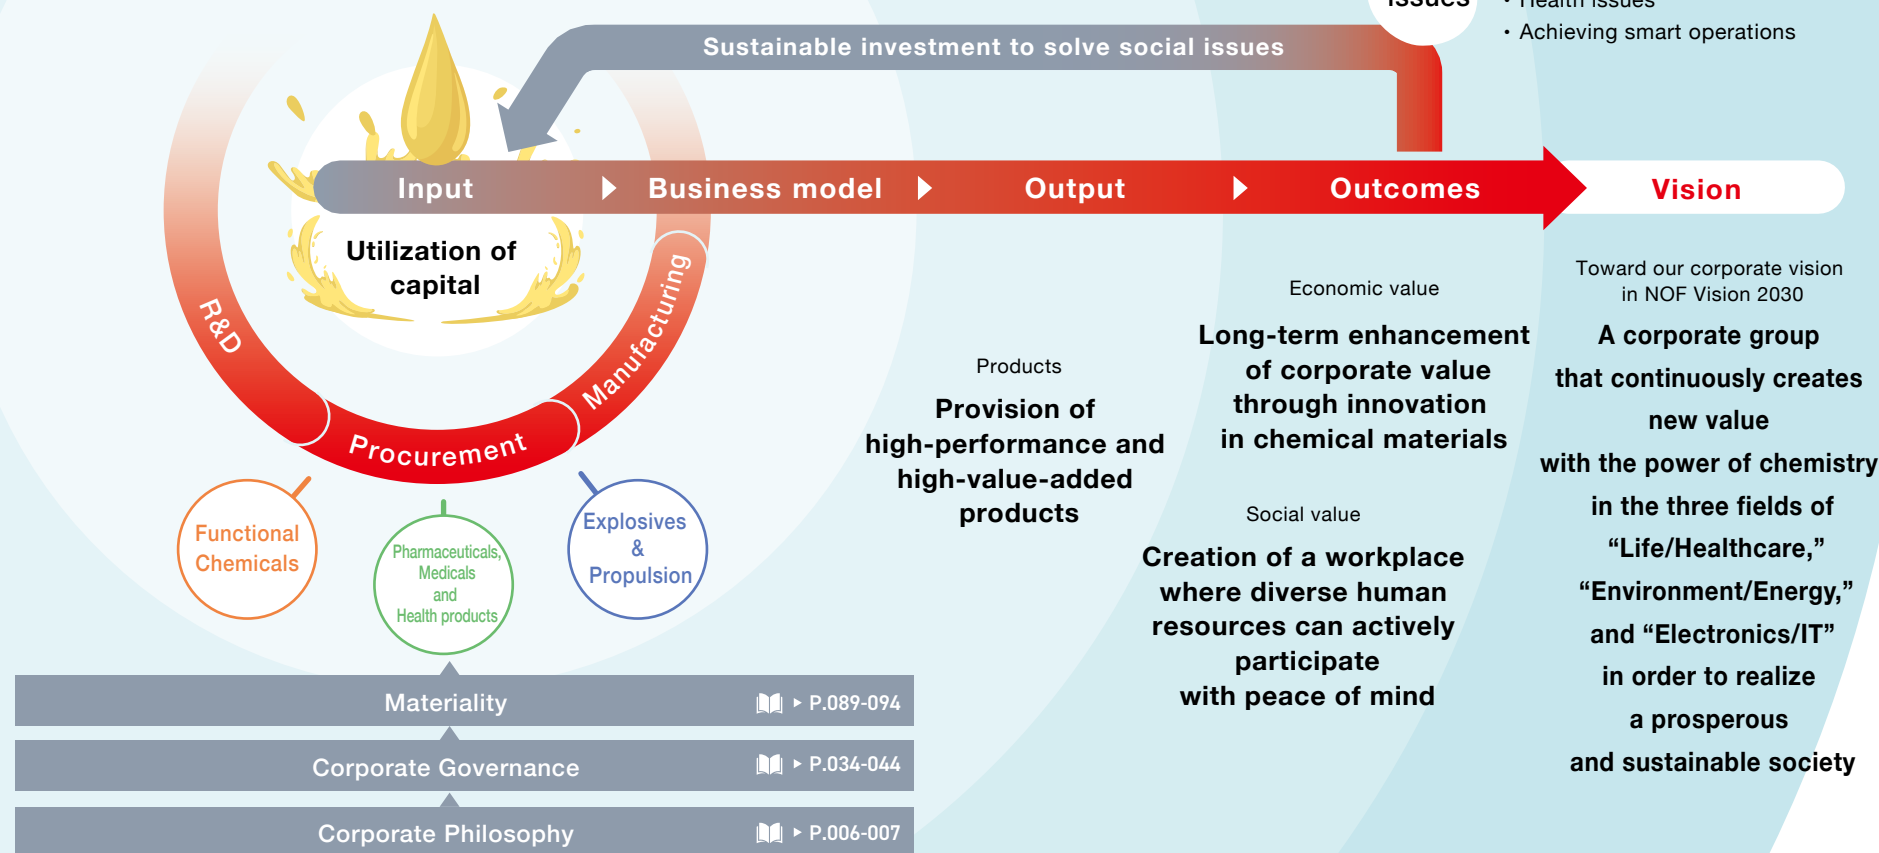 Issues
• Health issues
• Achieving smart operations
Sustainable investment to solve social issues
Input
Business model
Output
Outcomes
Vision
Utilization of
capital
R&D
Procurement
Manufacturing
Functional
Chemicals
Pharmaceuticals,
Medicals
and
Health products
Explosives
&
Propulsion
Products
Provision of
high-performance and
high-value-added
products
Economic value
Long-term enhancement
of corporate value
through innovation
in chemical materials
Social value
Creation of a workplace
where diverse human
resources can actively
participate
with peace of mind
Toward our corporate vision
in NOF Vision 2030
A corporate group
that continuously creates
new value
with the power of chemistry
in the three fields of
“Life/Healthcare,”
“Environment/Energy,”
and “Electronics/IT”
in order to realize
a prosperous
and sustainable society
Materiality P.089-094
Corporate Governance P.034-044
Corporate Philosophy P.006-007